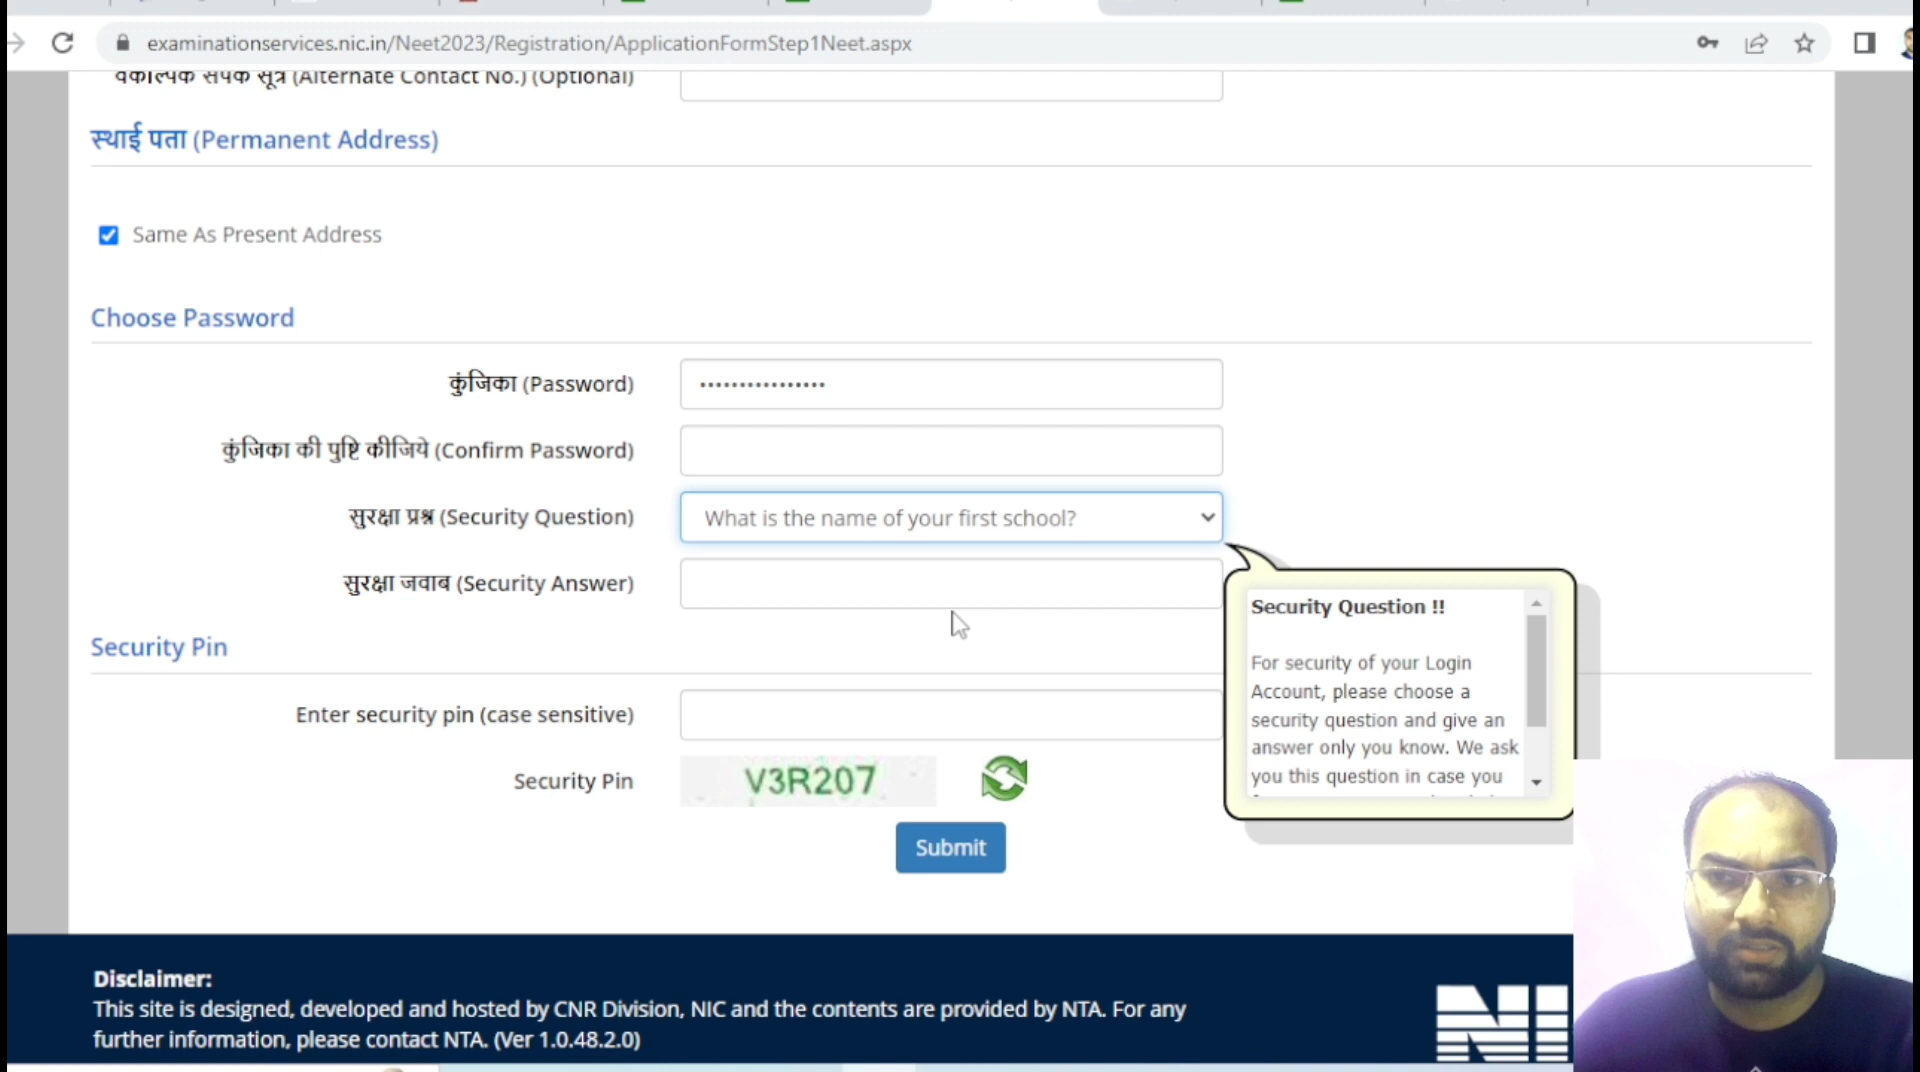 examinationservices.nic.in/Neet2023/Registration/ApplicationFormStep1Neet.aspx
वैकल्पिक संपर्क सूत्र (Alternate Contact No.) (Optional)
स्थाई पता (Permanent Address)
Same As Present Address
Choose Password
कुंजिका (Password)
कुंजिका की पुष्टि कीजिये (Confirm Password)
सुरक्षा प्रश्न (Security Question)
What is the name of your first school?
सुरक्षा जवाब (Security Answer)
Security Question !!
For security of your Login
Account, please choose a
security question and give an
answer only you know. We ask
you this question in case you
Security Pin
Enter security pin (case sensitive)
Security Pin
V3R207
Submit
Disclaimer:
This site is designed, developed and hosted by CNR Division, NIC and the contents are provided by NTA. For any
further information, please contact NTA. (Ver 1.0.48.2.0)
NI